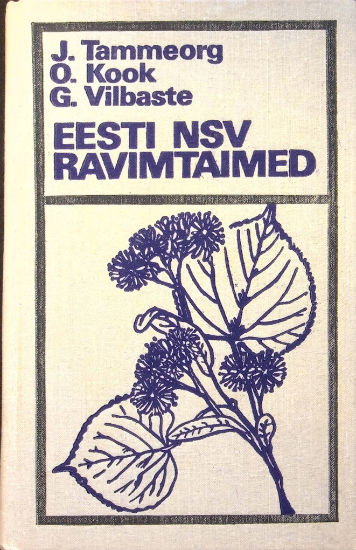 J. Tammeorg
O. Kook
G. Vilbaste
EESTI NSV
RAVIMTAIMED